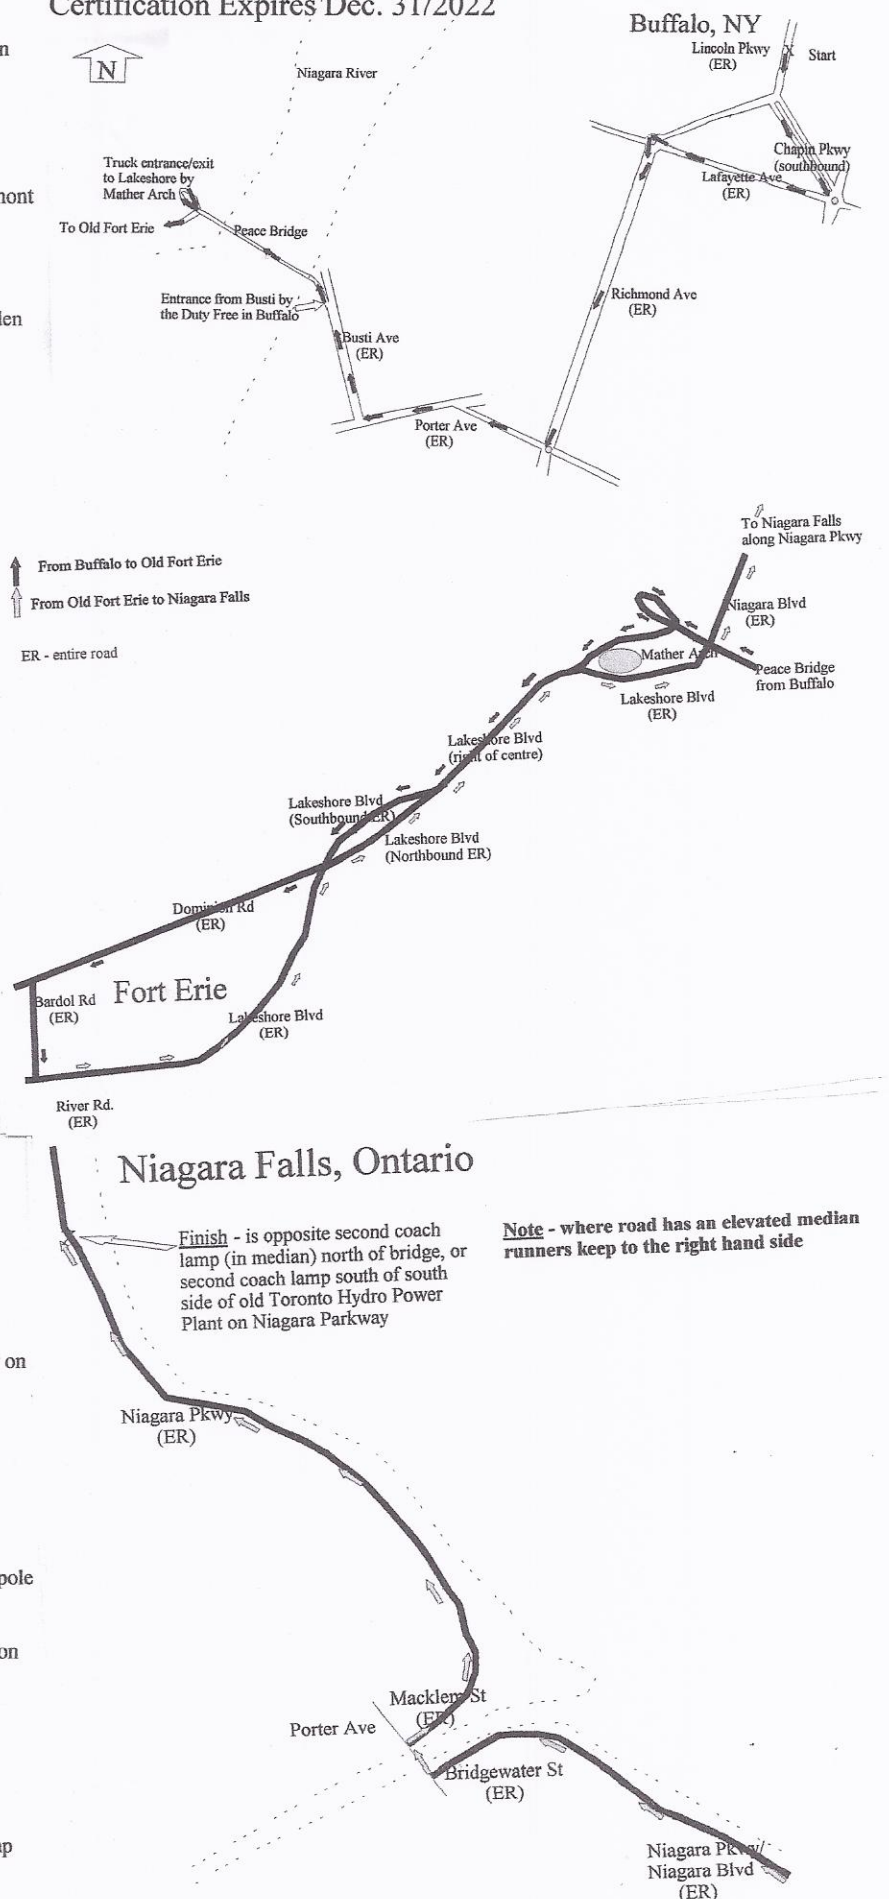 Certification Expires Dec. 31/2022
Buffalo, NY
N
Niagara River
Lincoln Pkwy
(ER)
X
Start
Truck entrance/exit
to Lakeshore by
Mather Arch
To Old Fort Erie
Peace Bridge
Chapin Pkwy
(southbound)
Lafayette Ave
(ER)
Entrance from Busti by
the Duty Free in Buffalo
Richmond Ave
(ER)
Busti Ave
(ER)
Porter Ave
(ER)
To Niagara Falls
along Niagara Pkwy
From Buffalo to Old Fort Erie
From Old Fort Erie to Niagara Falls
ER - entire road
Niagara Blvd
(ER)
Mather Arch
Peace Bridge
from Buffalo
Lakeshore Blvd
(ER)
Lakeshore Blvd
(right of centre)
Lakeshore Blvd
(Southbound ER)
Lakeshore Blvd
(Northbound ER)
Dominion Rd
(ER)
Bardol Rd
(ER)
Fort Erie
Lakeshore Blvd
(ER)
River Rd.
(ER)
Niagara Falls, Ontario
Finish - is opposite second coach
lamp (in median) north of bridge, or
second coach lamp south of south
side of old Toronto Hydro Power
Plant on Niagara Parkway
Note - where road has an elevated median
runners keep to the right hand side
on
Niagara Pkwy
(ER)
pole
on
Macklem St
(ER)
Porter Ave
Bridgewater St
(ER)
Niagara Pkwy/
Niagara Blvd
(ER)